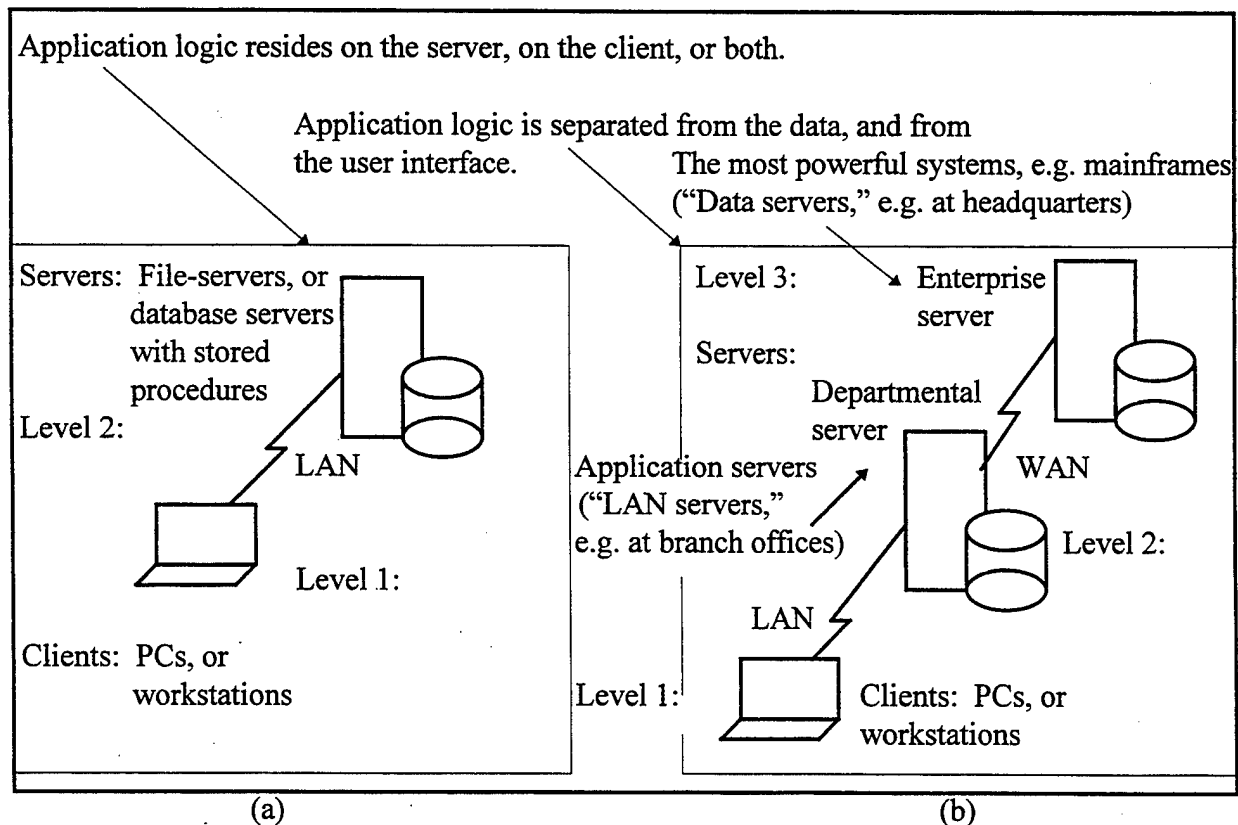 Application logic resides on the server, on the client, or both.
Application logic is separated from the data, and from
the user interface.
The most powerful systems, e.g. mainframes
(“Data servers,” e.g. at headquarters)
Servers: File-servers, or
database servers
with stored
procedures
Level 2:
LAN
Level 1:
Clients: PCs, or
workstations
(a)
Level 3:
Enterprise
server
Servers:
Departmental
server
WAN
Application servers
(“LAN servers,”
e.g. at branch offices)
Level 2:
LAN
Level 1:
Clients: PCs, or
workstations
(b)